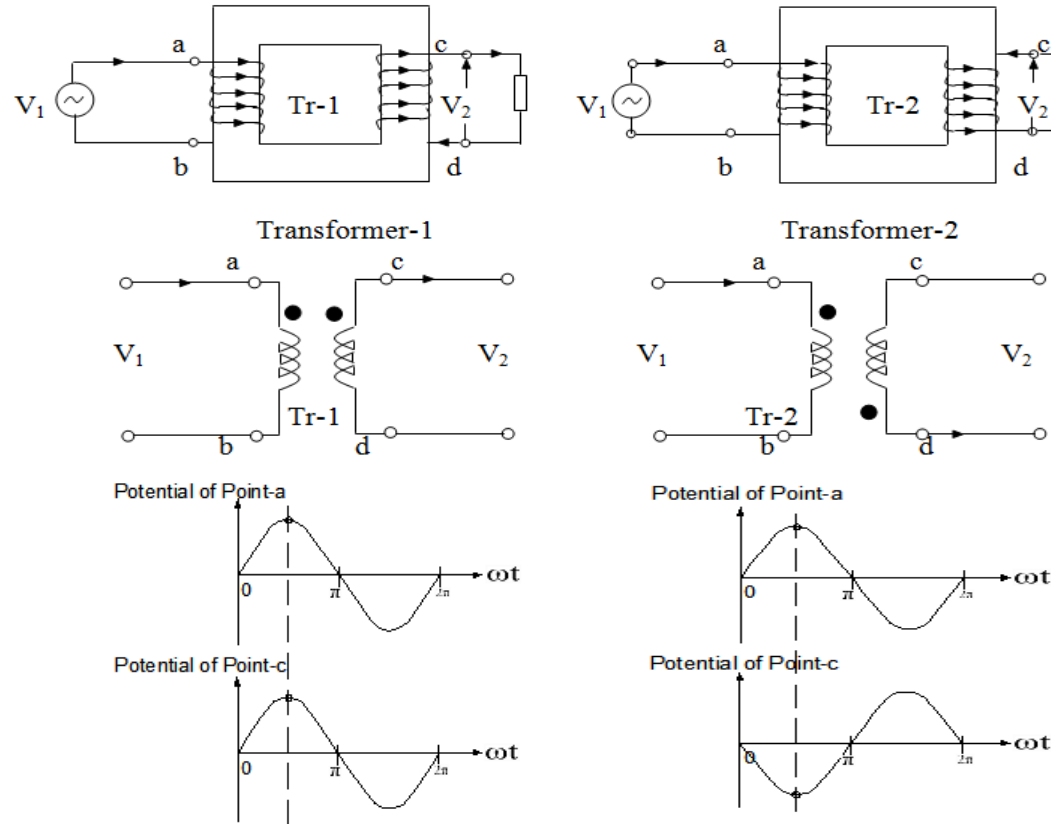 a
c
V1
Tr-1
V2
b
d
Transformer-1
a
c
V1
Tr-2
V2
b
d
Transformer-2
a
c
V1
V2
Tr-1
b
d
a
c
V1
V2
Tr-2
b
d
Potential of Point-a
0
π
2π
ωt
Potential of Point-c
0
π
2π
ωt
Potential of Point-a
0
π
2π
ωt
Potential of Point-c
0
π
2π
ωt